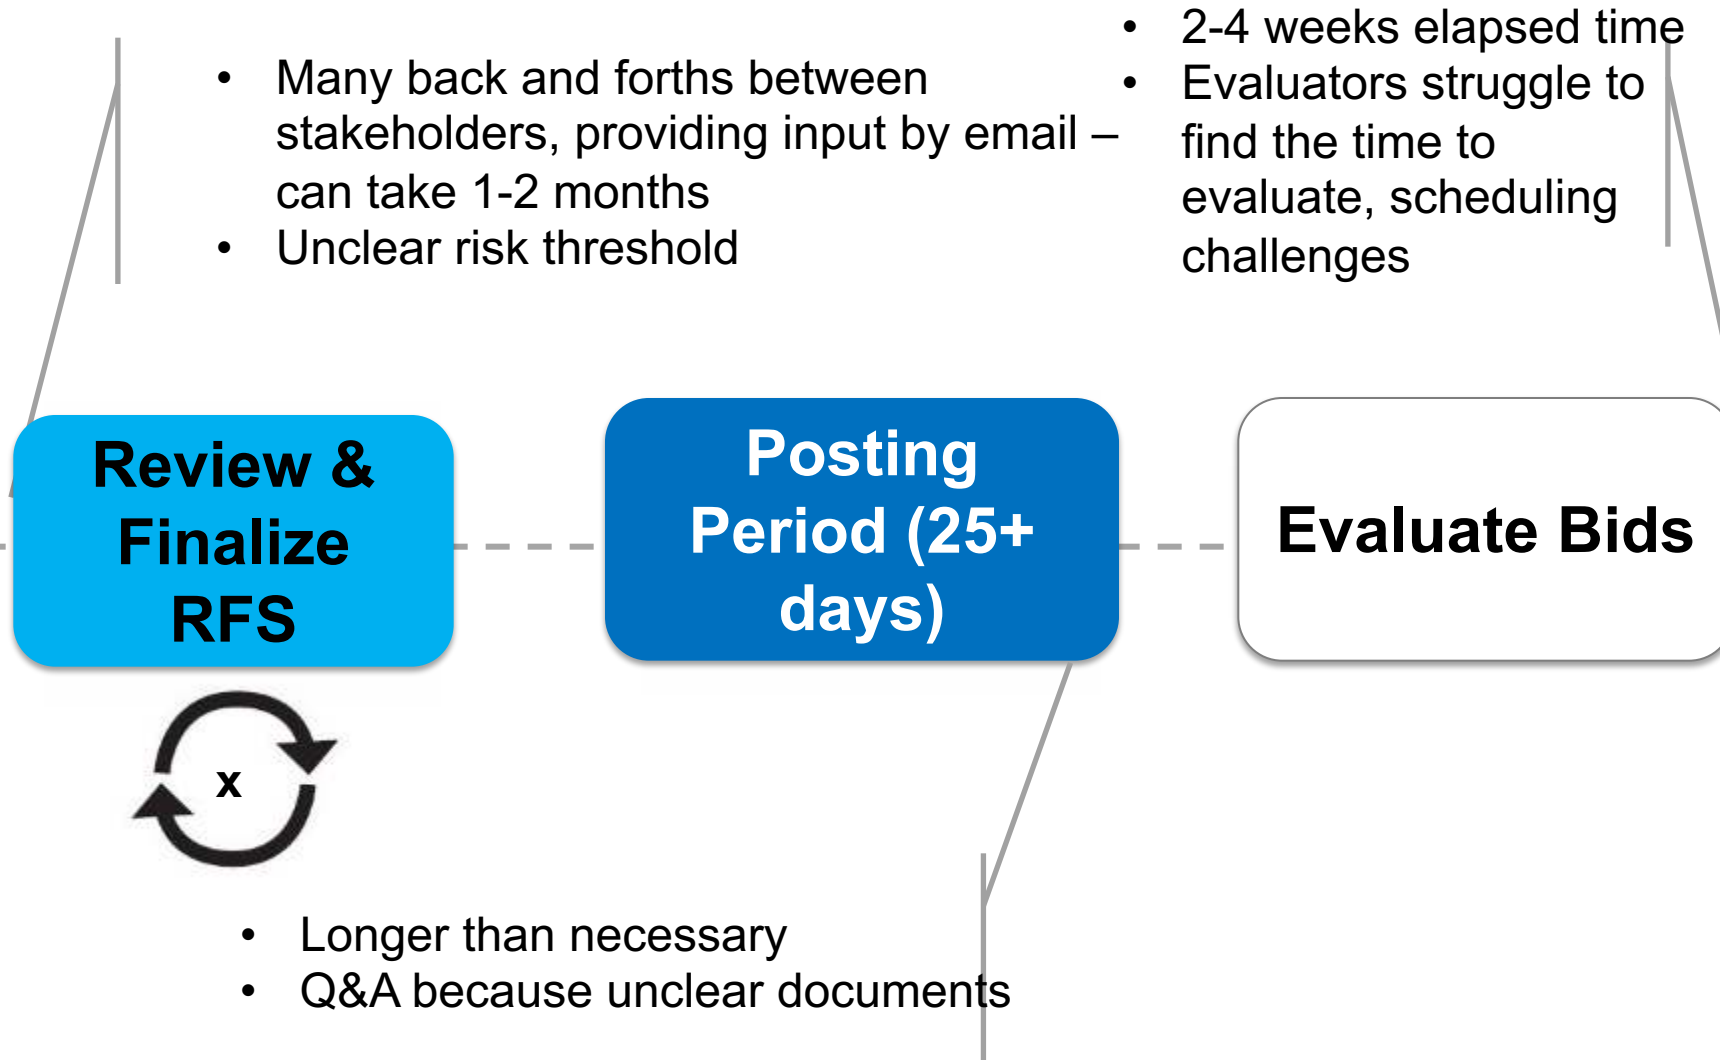 • Many back and forths between
stakeholders, providing input by email –
can take 1-2 months
• Unclear risk threshold
• 2-4 weeks elapsed time
• Evaluators struggle to
find the time to
evaluate, scheduling
challenges
Review &
Finalize
RFS
Posting
Period (25+
days)
Evaluate Bids
x
• Longer than necessary
• Q&A because unclear documents